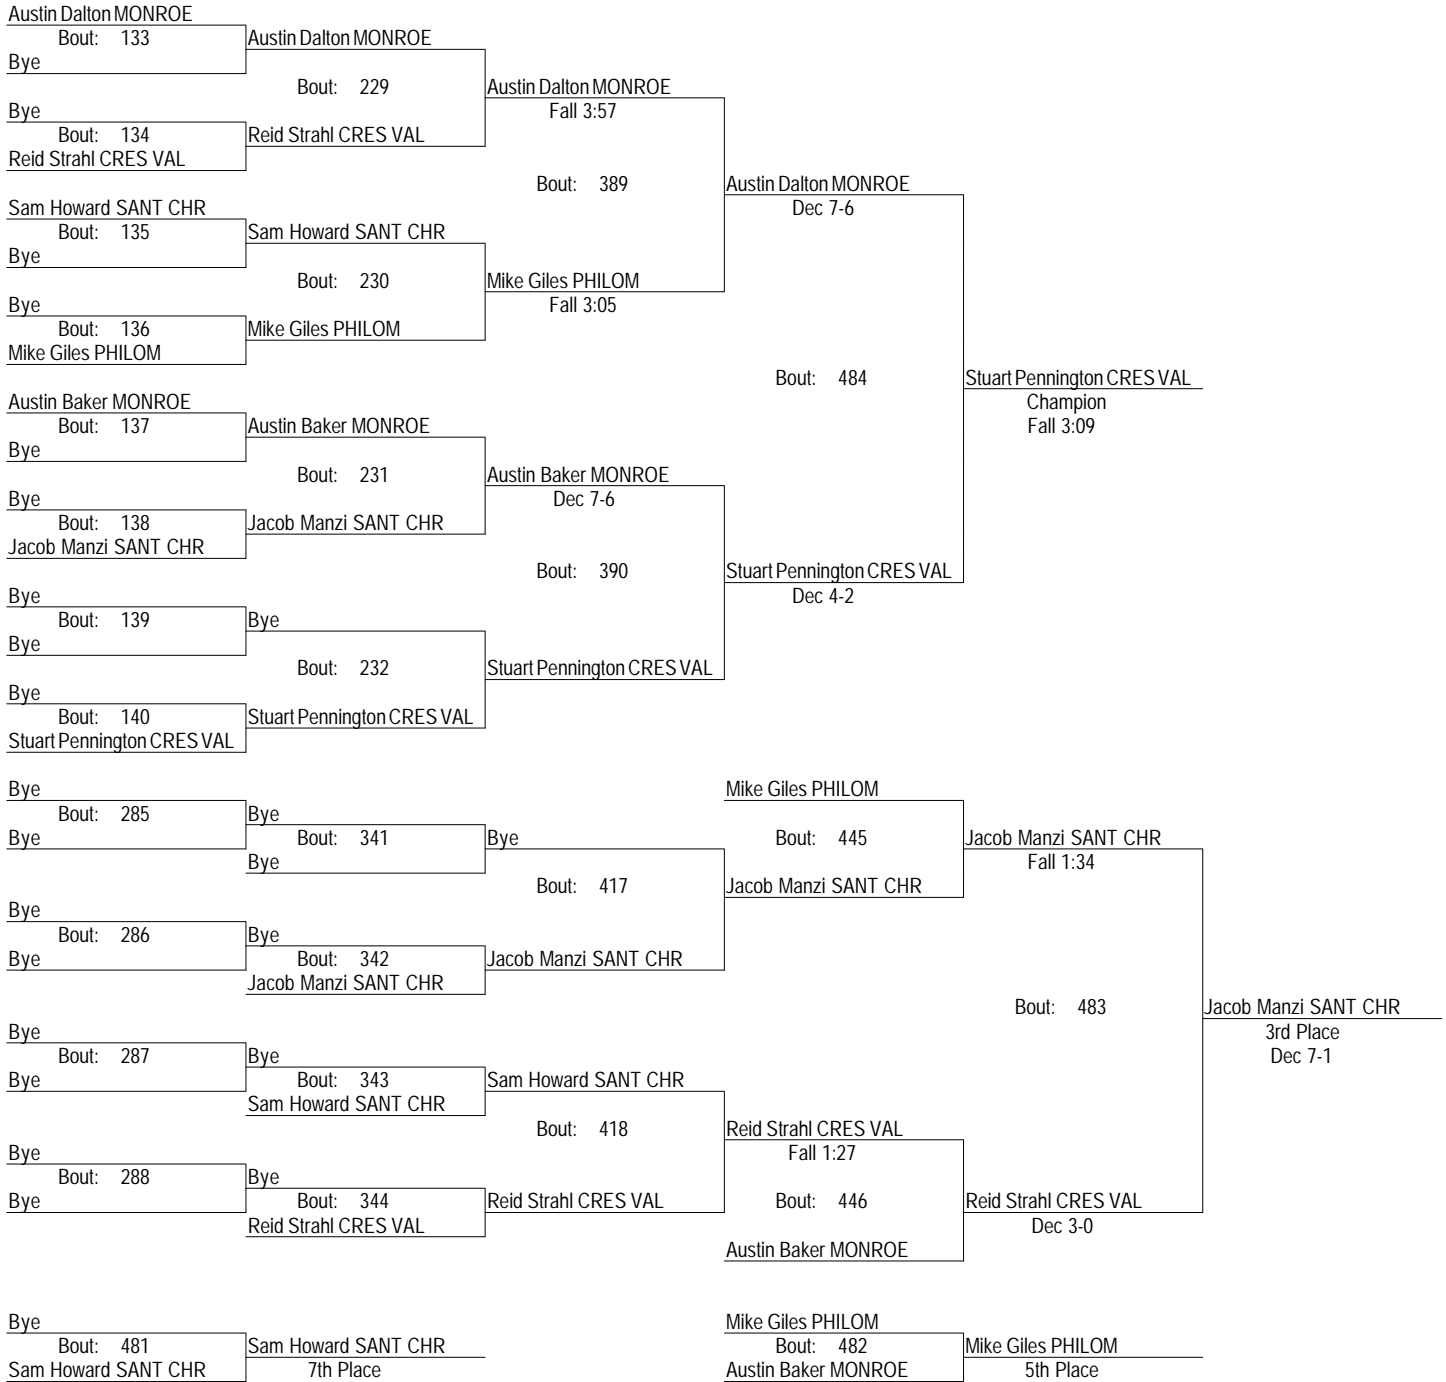 Austin Dalton MONROE
Bout: 133 Austin Dalton MONROE
Bye
Bout: 229 Austin Dalton MONROE
Bye Fall 3:57
Bout: 134 Reid Strahl CRES VAL
Reid Strahl CRES VAL
Bout: 389 Austin Dalton MONROE
Sam Howard SANT CHR Dec 7-6
Bout: 135 Sam Howard SANT CHR
Bye
Bout: 230 Mike Giles PHILOM
Bye Fall 3:05
Bout: 136 Mike Giles PHILOM
Mike Giles PHILOM
Bout: 484 Stuart Pennington CRES VAL
Austin Baker MONROE Champion
Bout: 137 Austin Baker MONROE Fall 3:09
Bye
Bout: 231 Austin Baker MONROE
Bye Dec 7-6
Bout: 138 Jacob Manzi SANT CHR
Jacob Manzi SANT CHR
Bout: 390 Stuart Pennington CRES VAL
Bye Dec 4-2
Bout: 139 Bye
Bye
Bout: 232 Stuart Pennington CRES VAL
Bye
Bout: 140 Stuart Pennington CRES VAL
Stuart Pennington CRES VAL
Bye Mike Giles PHILOM
Bout: 285 Bye
Bye Bout: 341 Bye Bout: 445 Jacob Manzi SANT CHR
Bye Fall 1:34
Bout: 417 Jacob Manzi SANT CHR
Bye
Bout: 286 Bye
Bye Bout: 342 Jacob Manzi SANT CHR
Jacob Manzi SANT CHR
Bout: 483 Jacob Manzi SANT CHR
Bye 3rd Place
Bout: 287 Bye Dec 7-1
Bye Bout: 343 Sam Howard SANT CHR
Sam Howard SANT CHR
Bout: 418 Reid Strahl CRES VAL
Bye Fall 1:27
Bout: 288 Bye
Bye Bout: 344 Reid Strahl CRES VAL Bout: 446 Reid Strahl CRES VAL
Reid Strahl CRES VAL Dec 3-0
Austin Baker MONROE
Bye Mike Giles PHILOM
Bout: 481 Sam Howard SANT CHR Bout: 482 Mike Giles PHILOM
Sam Howard SANT CHR 7th Place Austin Baker MONROE 5th Place